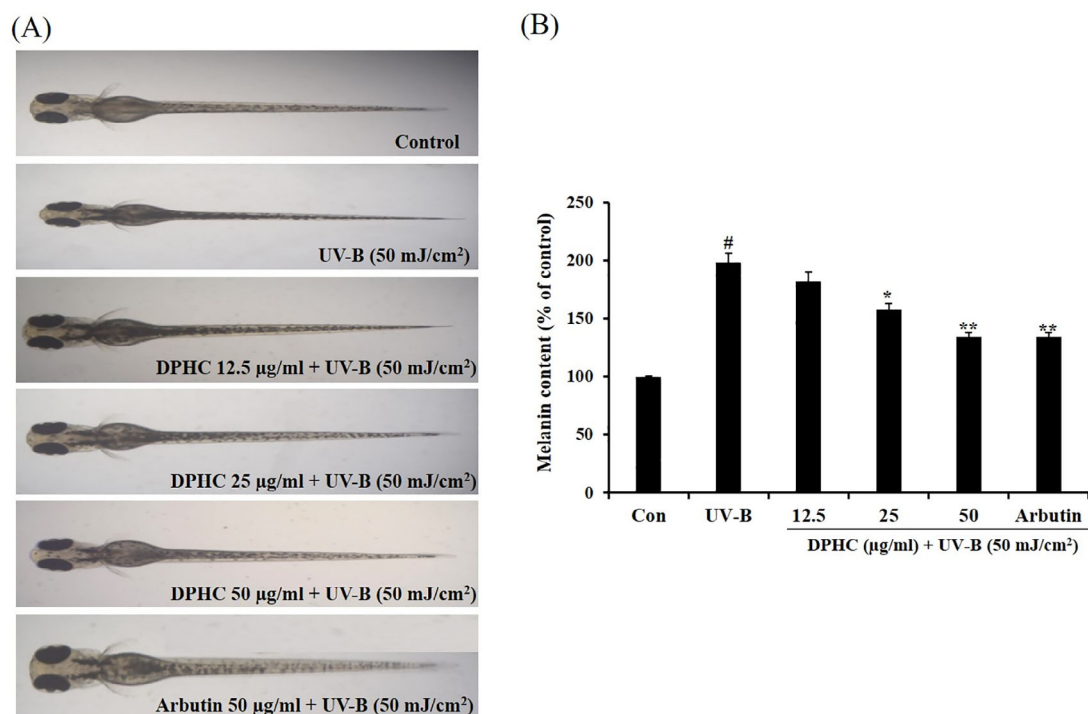 (A)
Control
UV-B (50 mJ/cm²)
DPHC 12.5 µg/ml + UV-B (50 mJ/cm²)
DPHC 25 µg/ml + UV-B (50 mJ/cm²)
DPHC 50 µg/ml + UV-B (50 mJ/cm²)
Arbutin 50 µg/ml + UV-B (50 mJ/cm²)
(B)
Melanin content (% of control)
250
200
150
100
50
0
#
*
**
**
Con UV-B 12.5 25 50 Arbutin
DPHC (µg/ml) + UV-B (50 mJ/cm²)